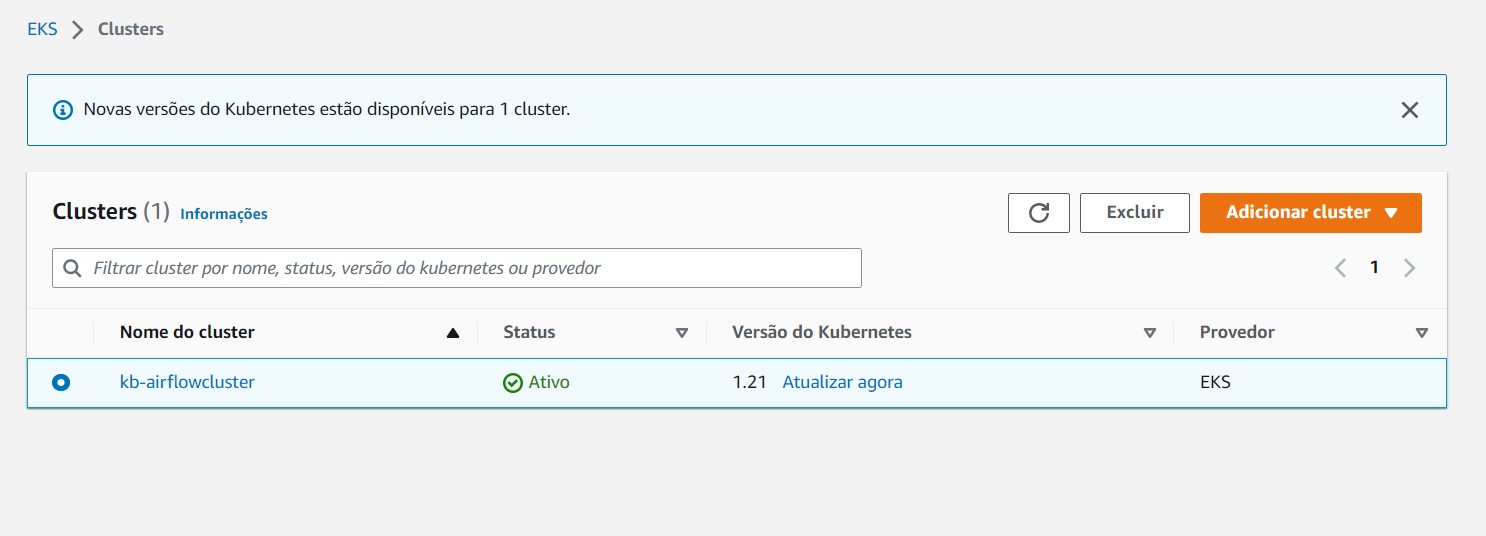 EKS Clusters
Novas versões do Kubernetes estão disponíveis para 1 cluster.
Clusters (1) Informações Excluir Adicionar cluster
Filtrar cluster por nome, status, versão do kubernetes ou provedor 1
Nome do cluster Status Versão do Kubernetes Provedor
kb-airflowcluster Ativo 1.21 Atualizar agora EKS